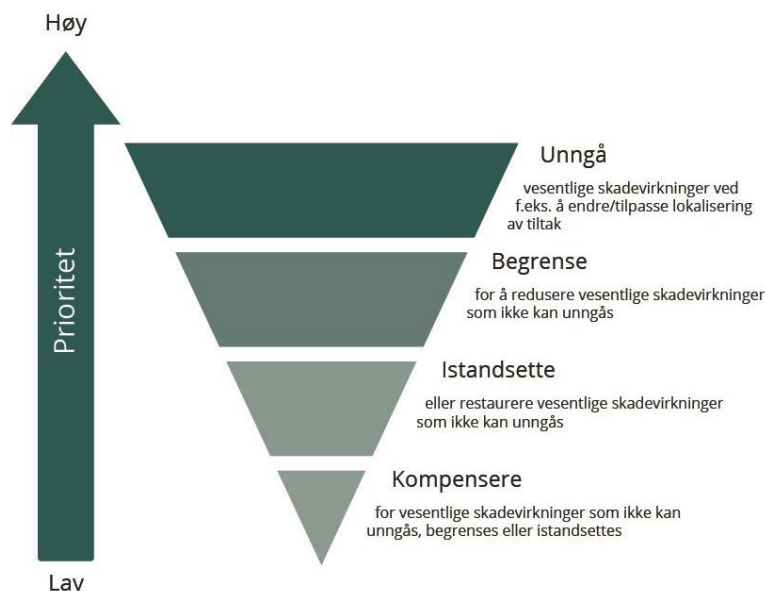 Høy
Prioritet
Unngå
vesentlige skadevirkninger ved
f.eks. å endre/tilpasse lokalisering
av tiltak
Begrense
for å redusere vesentlige skadevirkninger
som ikke kan unngås
Istandsette
eller restaurere vesentlige skadevirkninger
som ikke kan unngås
Kompensere
for vesentlige skadevirkninger som ikke kan
unngås, begrenses eller istandsettes
Lav